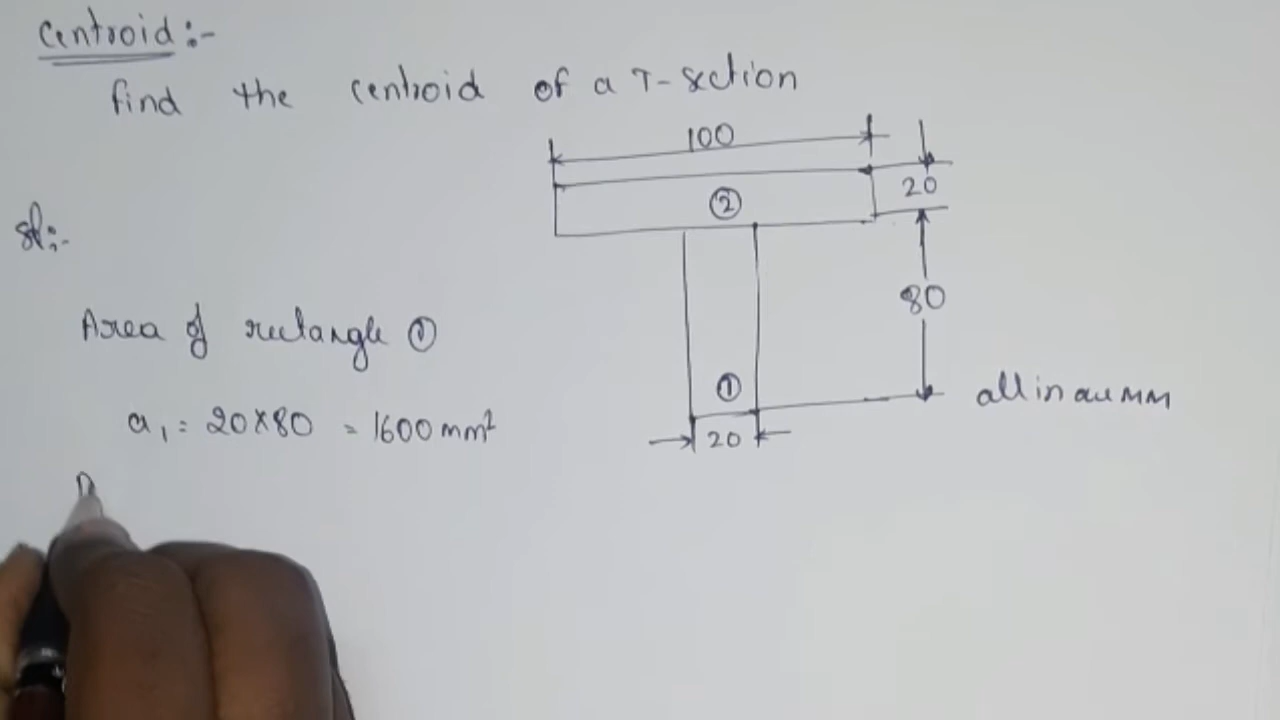 Centroid:-
find the centroid of a T-section
100
20
②
Sol:-
80
Area of rectangle ①
①
all in are MM
a₁ = 20×80 = 1600 mm²
20